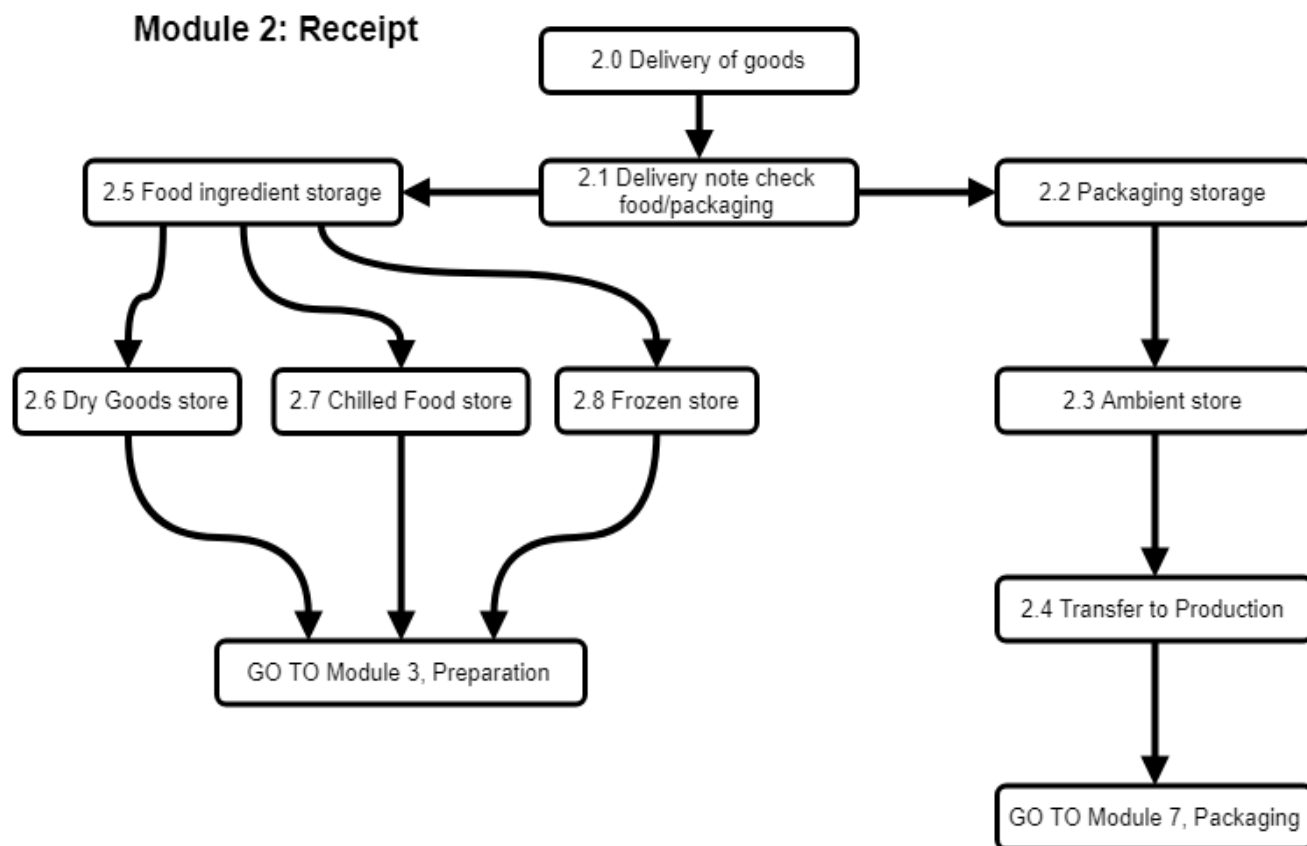 Module 2: Receipt
2.0 Delivery of goods
2.5 Food ingredient storage
2.1 Delivery note check
food/packaging
2.2 Packaging storage
2.6 Dry Goods store
2.7 Chilled Food store
2.8 Frozen store
2.3 Ambient store
2.4 Transfer to Production
GO TO Module 3, Preparation
GO TO Module 7, Packaging